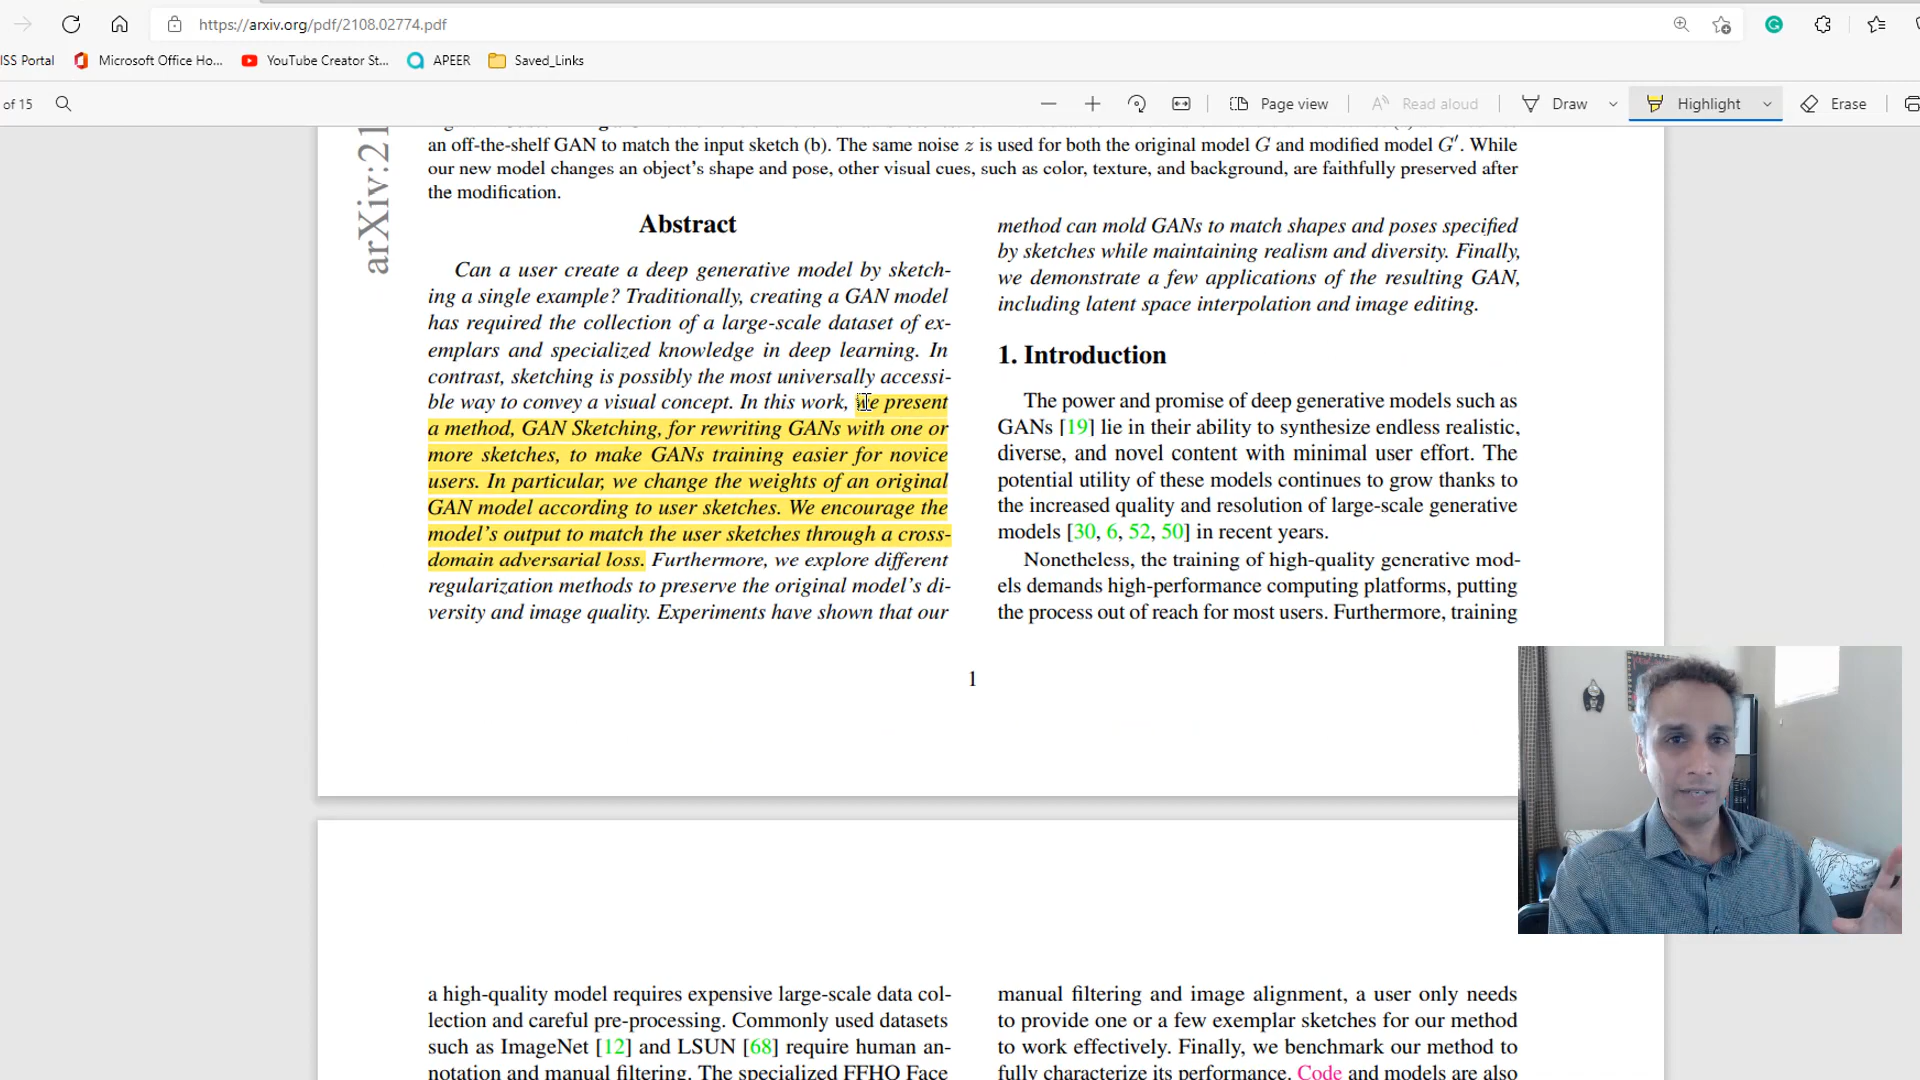 https://arxiv.org/pdf/2108.02774.pdf
ISS Portal
Microsoft Office Ho...
YouTube Creator St...
APEER
Saved_Links
of 15
Page view
Read aloud
Draw
Highlight
Erase
arXiv:21
an off-the-shelf GAN to match the input sketch (b). The same noise z is used for both the original model G and modified model G′. While
our new model changes an object's shape and pose, other visual cues, such as color, texture, and background, are faithfully preserved after
the modification.
Abstract
Can a user create a deep generative model by sketch-
ing a single example? Traditionally, creating a GAN model
has required the collection of a large-scale dataset of ex-
emplars and specialized knowledge in deep learning. In
contrast, sketching is possibly the most universally accessi-
ble way to convey a visual concept. In this work, we present
a method, GAN Sketching, for rewriting GANs with one or
more sketches, to make GANs training easier for novice
users. In particular, we change the weights of an original
GAN model according to user sketches. We encourage the
model's output to match the user sketches through a cross-
domain adversarial loss. Furthermore, we explore different
regularization methods to preserve the original model's di-
versity and image quality. Experiments have shown that our
method can mold GANs to match shapes and poses specified
by sketches while maintaining realism and diversity. Finally,
we demonstrate a few applications of the resulting GAN,
including latent space interpolation and image editing.
1. Introduction
The power and promise of deep generative models such as
GANs [19] lie in their ability to synthesize endless realistic,
diverse, and novel content with minimal user effort. The
potential utility of these models continues to grow thanks to
the increased quality and resolution of large-scale generative
models [30, 6, 52, 50] in recent years.
Nonetheless, the training of high-quality generative mod-
els demands high-performance computing platforms, putting
the process out of reach for most users. Furthermore, training
1
a high-quality model requires expensive large-scale data col-
lection and careful pre-processing. Commonly used datasets
such as ImageNet [12] and LSUN [68] require human an-
notation and manual filtering. The specialized FFHQ Face
manual filtering and image alignment, a user only needs
to provide one or a few exemplar sketches for our method
to work effectively. Finally, we benchmark our method to
fully characterize its performance. Code and models are also